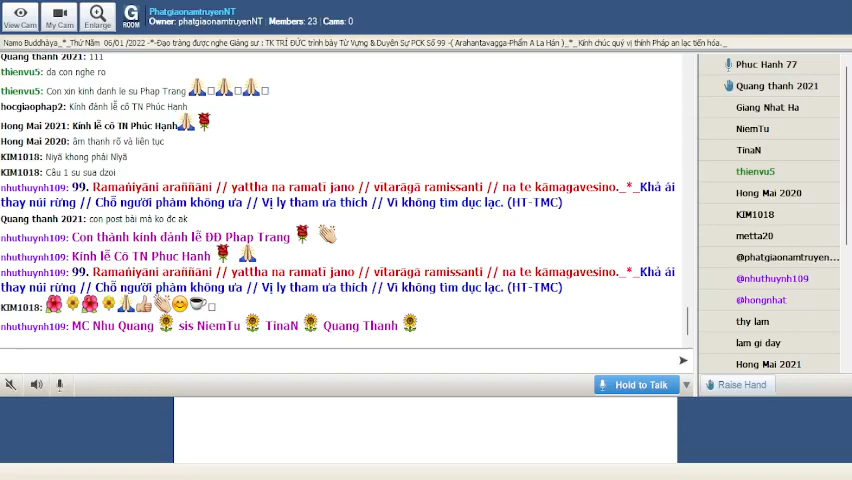 View Cam
My Cam
Enlarge
G
ROOM
PhatgiaonamtruyenNT
Owner: phatgiaonamtruyenNT Members: 23 | Cams: 0
Namo Buddhàya_*_Thứ Năm 06/01 /2022 -*-Đạo tràng được nghe Giảng sư : TK TRÍ ĐỨC trình bày Từ Vựng & Duyên Sự PCK Số 99 -( Arahantavagga-Phẩm A La Hán )_*_Kính chúc quý vị thính Pháp an lạc tiến hóa._
Quang thanh 2021: 111
thienvu5: da con nghe ro
thienvu5: Con xin kinh danh le su Phap Trang
hocgiaophap2: Kính đảnh lễ cô TN Phúc Hạnh
Hong Mai 2021: Kính lễ cô TN Phúc Hạnh
Hong Mai 2020: âm thanh rõ và liên tục
KIM1018: Niyā khong phải Nīyā
KIM1018: Câu 1 su sua dzoi
nhuthuynh109: 99. Ramaṇiyāni araññāni // yattha na ramatī jano // vītarāgā ramissanti // na te kāmagavesino._*_Khả ái
thay núi rừng // Chỗ người phàm không ưa // Vị ly tham ưa thích // Vì không tìm dục lạc. (HT-TMC)
Quang thanh 2021: con post bài mà ko đc ak
nhuthuynh109: Con thành kính đảnh lễ ĐĐ Phap Trang
nhuthuynh109: Kính lễ Cô TN Phuc Hanh
nhuthuynh109: 99. Ramaṇiyāni araññāni // yattha na ramatī jano // vītarāgā ramissanti // na te kāmagavesino._*_Khả ái
thay núi rừng // Chỗ người phàm không ưa // Vị ly tham ưa thích // Vì không tìm dục lạc. (HT-TMC)
KIM1018:
nhuthuynh109: MC Nhu Quang sis NiemTu TinaN Quang Thanh
Hold to Talk
Phuc Hanh 77
Quang thanh 2021
Giang Nhat Ha
NiemTu
TinaN
thienvu5
Hong Mai 2020
KIM1018
metta20
@phatgiaonamtruyen...
@nhuthuynh109
@hongnhat
thy lam
lam gi day
Hong Mai 2021
Raise Hand